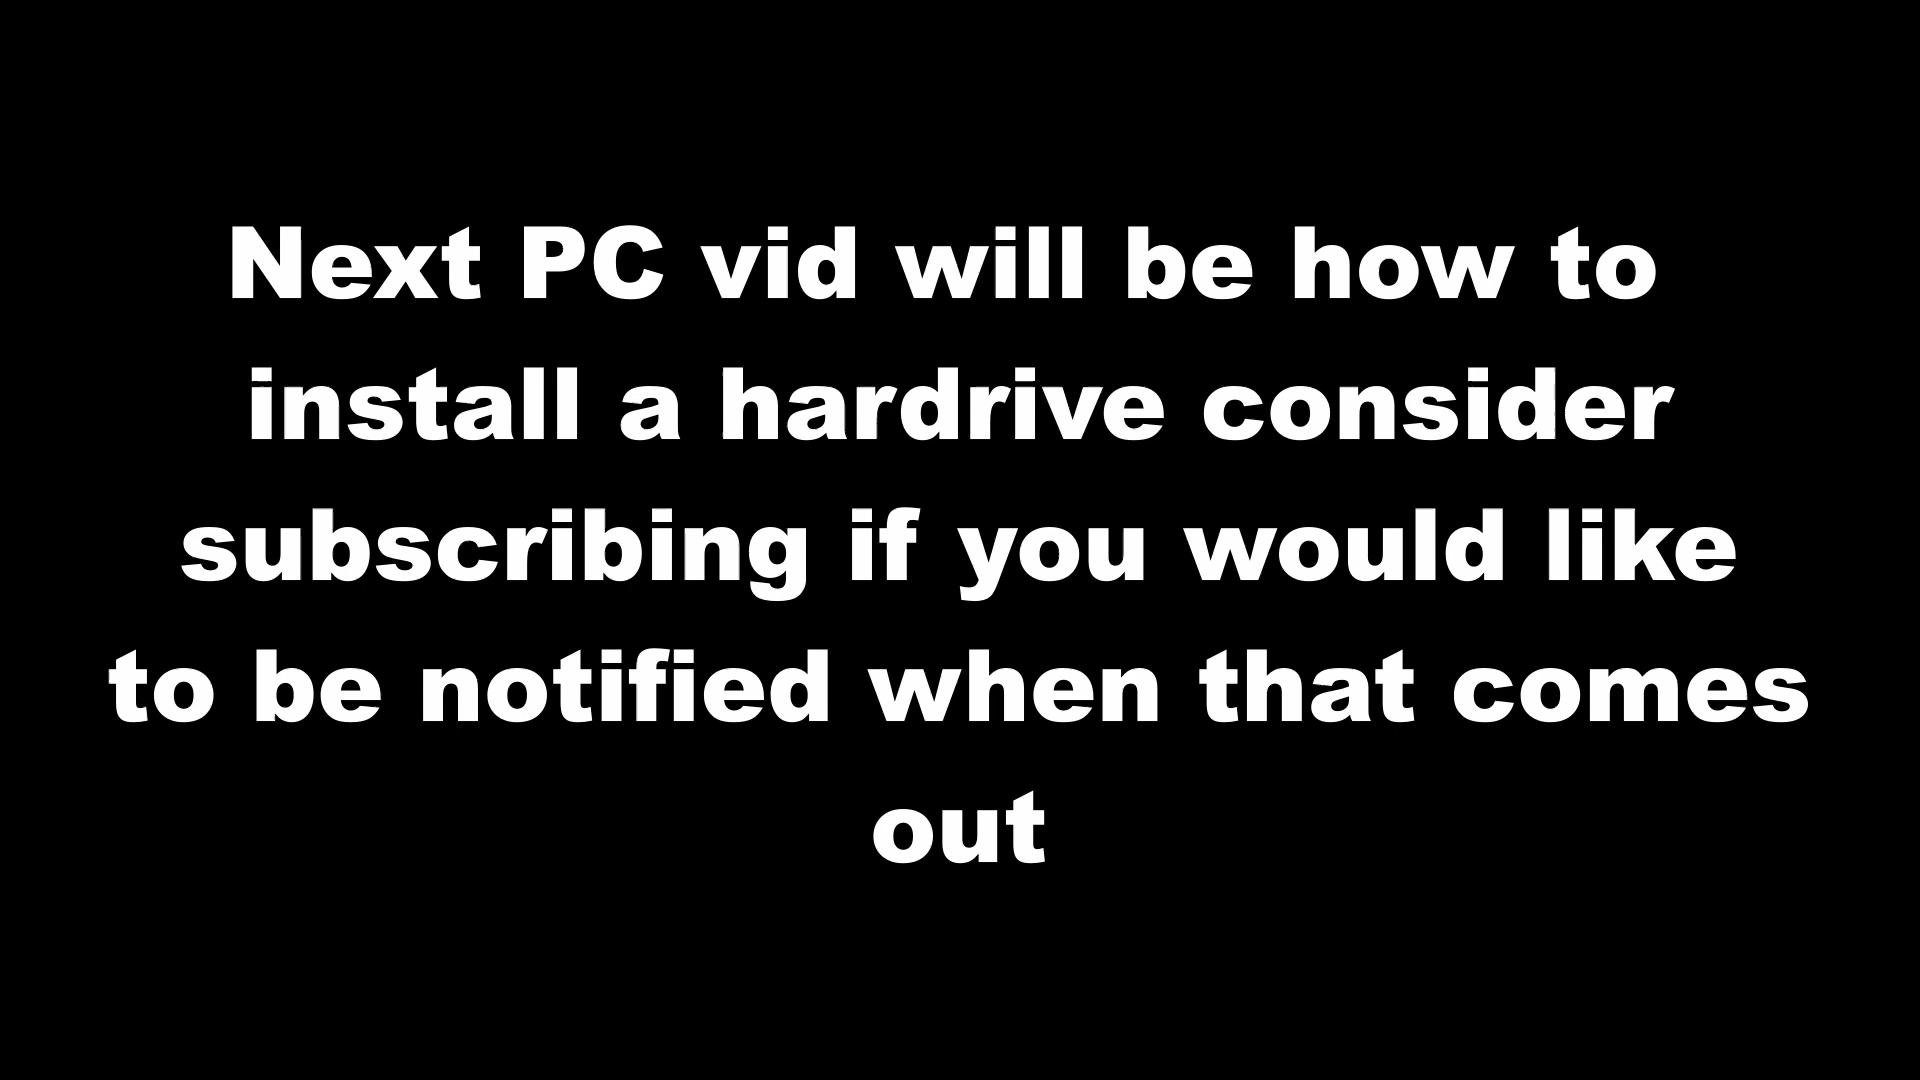 Next PC vid will be how to
install a hardrive consider
subscribing if you would like
to be notified when that comes
out